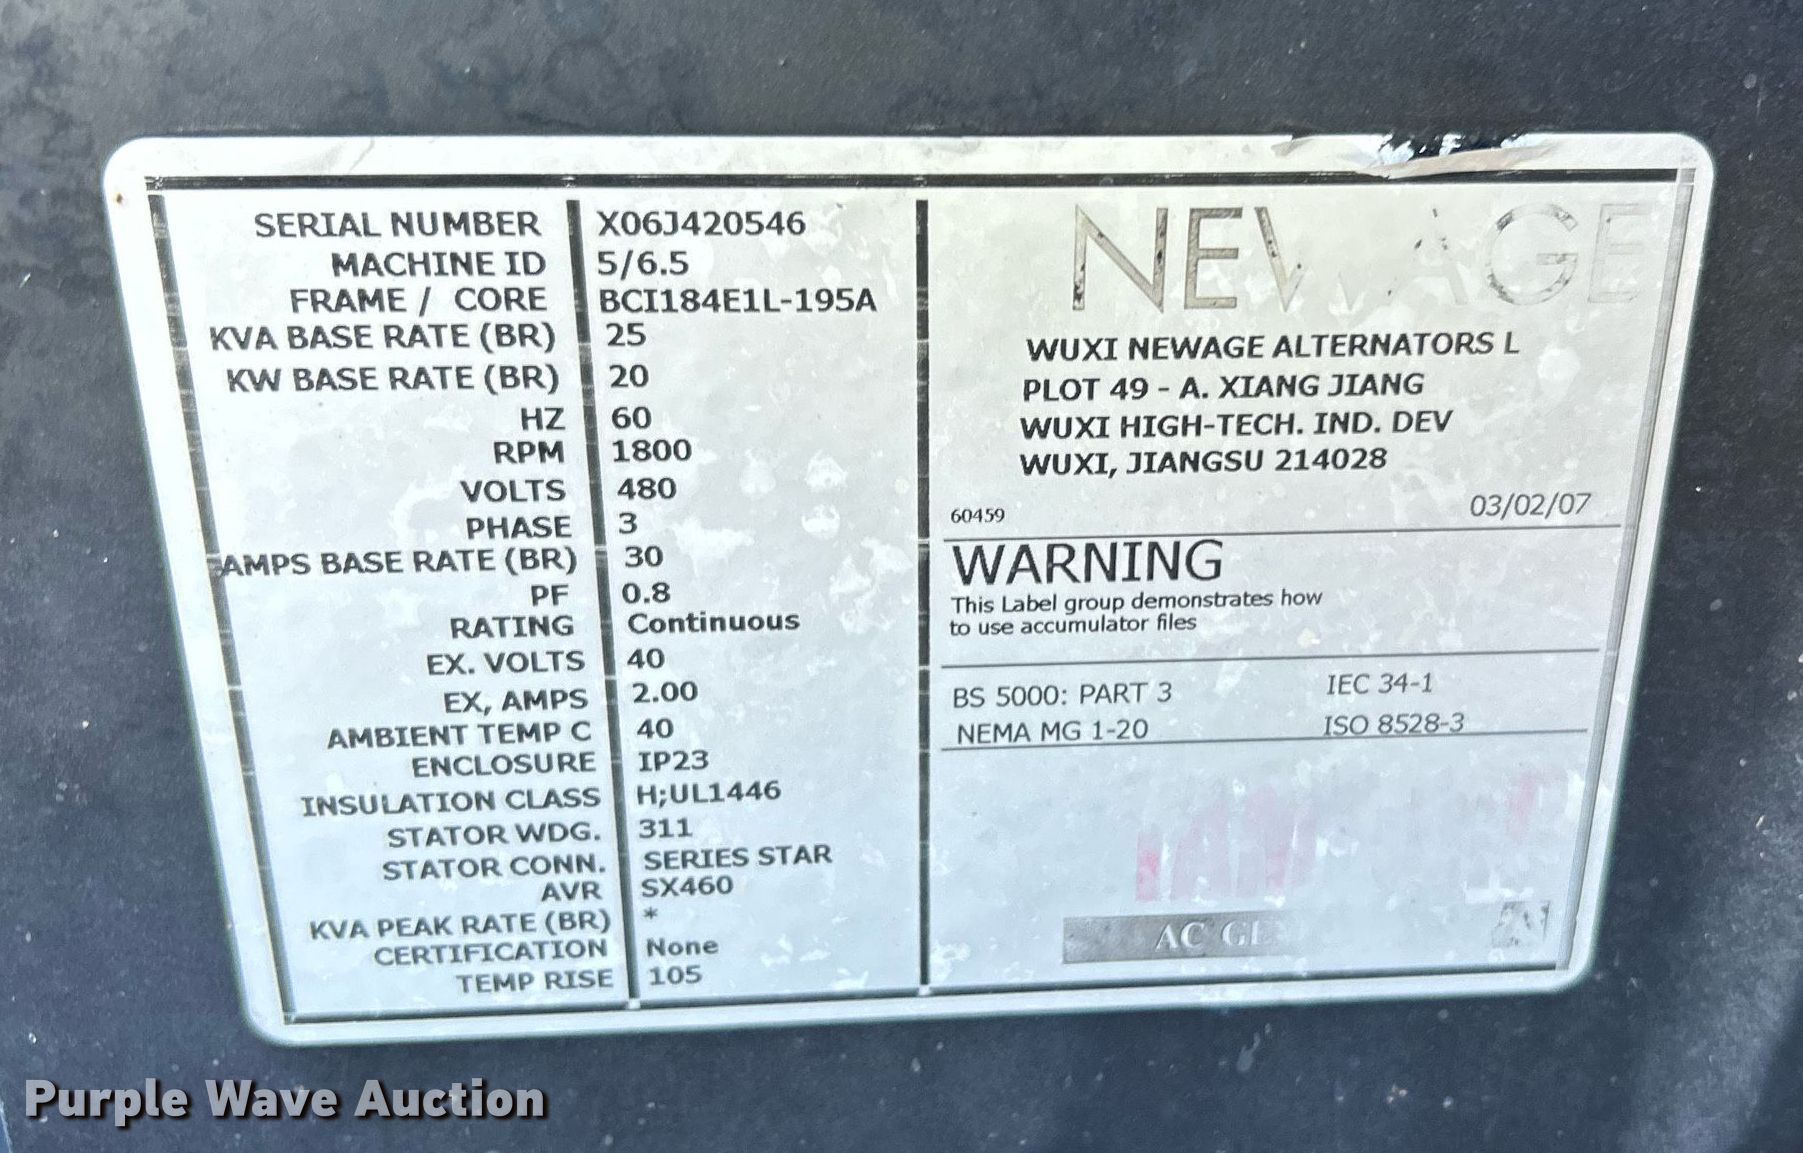 SERIAL NUMBER X06J420546
MACHINE ID 5/6.5
FRAME / CORE BCI184E1L-195A
KVA BASE RATE (BR) 25
KW BASE RATE (BR) 20
HZ 60
RPM 1800
VOLTS 480
PHASE 3
AMPS BASE RATE (BR) 30
PF 0.8
RATING Continuous
EX. VOLTS 40
EX, AMPS 2.00
AMBIENT TEMP C 40
ENCLOSURE IP23
INSULATION CLASS H;UL1446
STATOR WDG. 311
STATOR CONN. SERIES STAR
AVR SX460
KVA PEAK RATE (BR) *
CERTIFICATION None
TEMP RISE 105
NEWAGE
WUXI NEWAGE ALTERNATORS L
PLOT 49 - A. XIANG JIANG
WUXI HIGH-TECH. IND. DEV
WUXI, JIANGSU 214028
60459 03/02/07
WARNING
This Label group demonstrates how
to use accumulator files
BS 5000: PART 3 IEC 34-1
NEMA MG 1-20 ISO 8528-3
AC GE
Purple Wave Auction